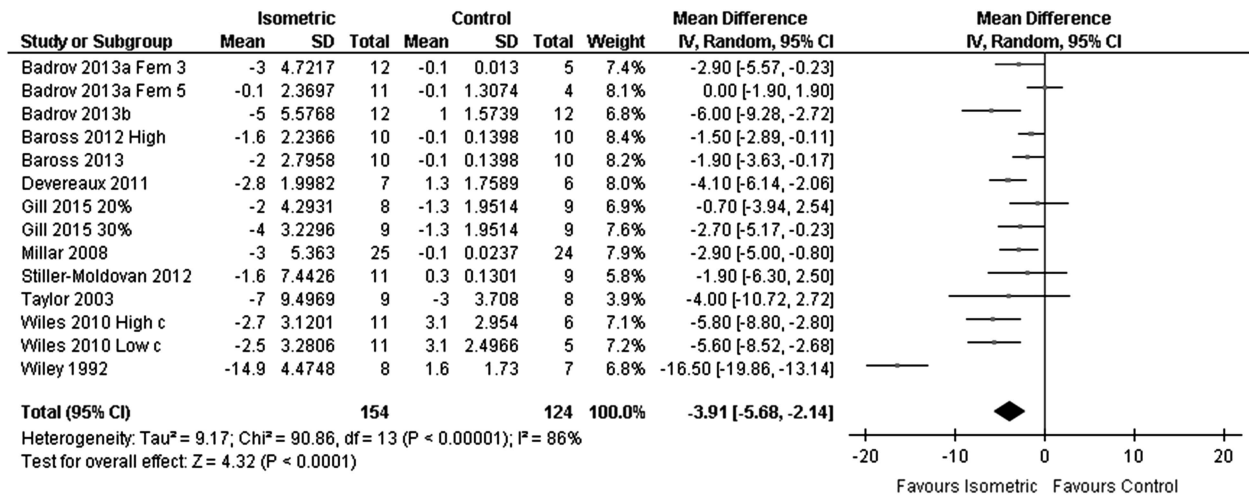 Isometric Control Mean Difference Mean Difference
Study or Subgroup Mean SD Total Mean SD Total Weight IV, Random, 95% CI IV, Random, 95% CI
Badrov 2013a Fem 3 -3 4.7217 12 -0.1 0.013 5 7.4% -2.90 [-5.57, -0.23]
Badrov 2013a Fem 5 -0.1 2.3697 11 -0.1 1.3074 4 8.1% 0.00 [-1.90, 1.90]
Badrov 2013b -5 5.5768 12 1 1.5739 12 6.8% -6.00 [-9.28, -2.72]
Baross 2012 High -1.6 2.2366 10 -0.1 0.1398 10 8.4% -1.50 [-2.89, -0.11]
Baross 2013 -2 2.7958 10 -0.1 0.1398 10 8.2% -1.90 [-3.63, -0.17]
Devereaux 2011 -2.8 1.9982 7 1.3 1.7589 6 8.0% -4.10 [-6.14, -2.06]
Gill 2015 20% -2 4.2931 8 -1.3 1.9514 9 6.9% -0.70 [-3.94, 2.54]
Gill 2015 30% -4 3.2296 9 -1.3 1.9514 9 7.6% -2.70 [-5.17, -0.23]
Millar 2008 -3 5.363 25 -0.1 0.0237 24 7.9% -2.90 [-5.00, -0.80]
Stiller-Moldovan 2012 -1.6 7.4426 11 0.3 0.1301 9 5.8% -1.90 [-6.30, 2.50]
Taylor 2003 -7 9.4969 9 -3 3.708 8 3.9% -4.00 [-10.72, 2.72]
Wiles 2010 High c -2.7 3.1201 11 3.1 2.954 6 7.1% -5.80 [-8.80, -2.80]
Wiles 2010 Low c -2.5 3.2806 11 3.1 2.4966 5 7.2% -5.60 [-8.52, -2.68]
Wiley 1992 -14.9 4.4748 8 1.6 1.73 7 6.8% -16.50 [-19.86, -13.14]
Total (95% CI) 154 124 100.0% -3.91 [-5.68, -2.14]
Heterogeneity: Tau² = 9.17; Chi² = 90.86, df = 13 (P < 0.00001); I² = 86%
Test for overall effect: Z = 4.32 (P < 0.0001)
-20 -10 0 10 20
Favours Isometric Favours Control